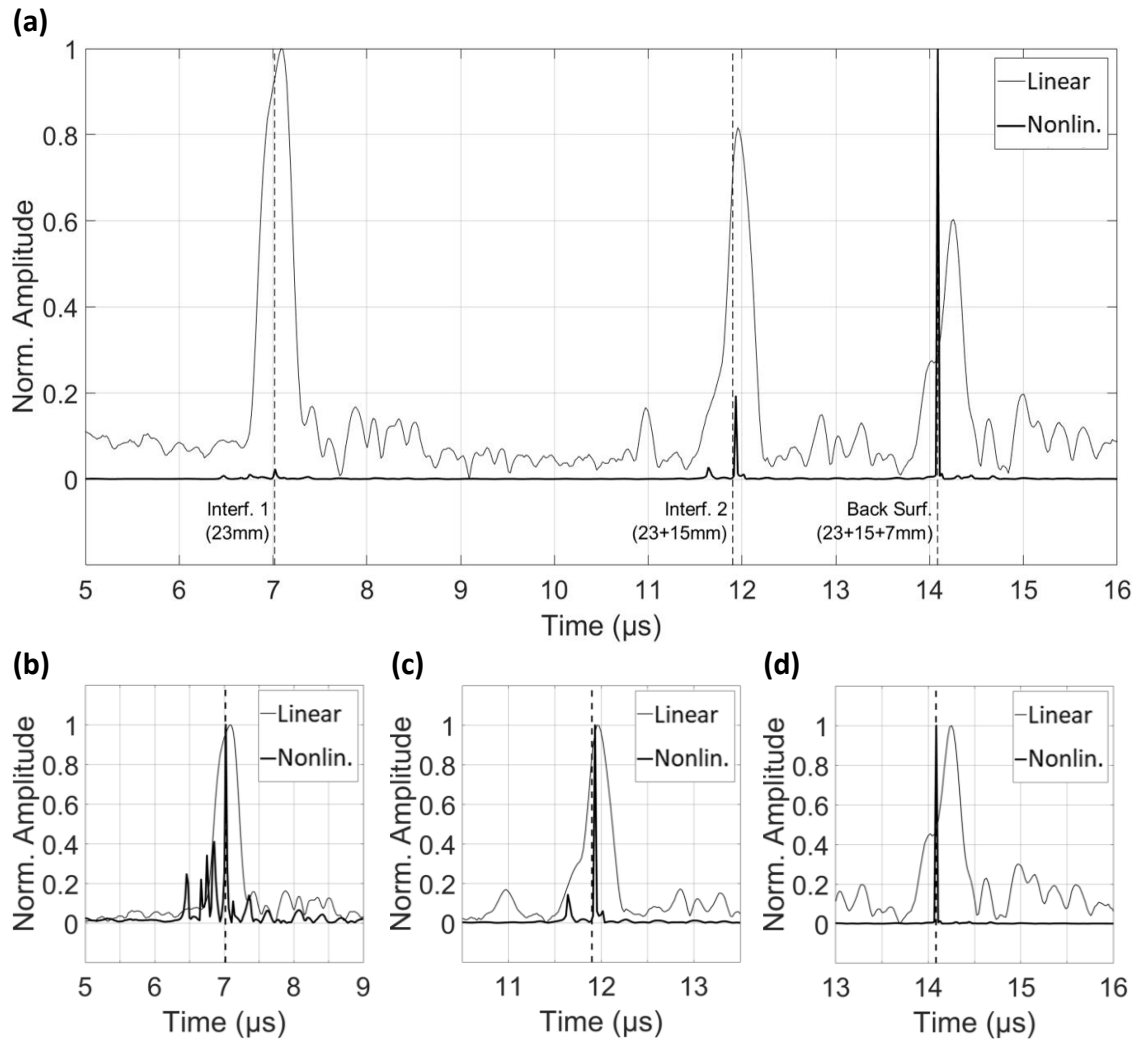 (a)
1
0.8
0.6
0.4
0.2
0
Norm. Amplitude
Linear
Nonlin.
Interf. 1
(23mm)
Interf. 2
(23+15mm)
Back Surf.
(23+15+7mm)
5 6 7 8 9 10 11 12 13 14 15 16
Time (µs)
(b)
1
0.8
0.6
0.4
0.2
0
Norm. Amplitude
Linear
Nonlin.
5 6 7 8 9
Time (µs)
(c)
1
0.8
0.6
0.4
0.2
0
Norm. Amplitude
Linear
Nonlin.
11 12 13
Time (µs)
(d)
1
0.8
0.6
0.4
0.2
0
Norm. Amplitude
Linear
Nonlin.
13 14 15 16
Time (µs)